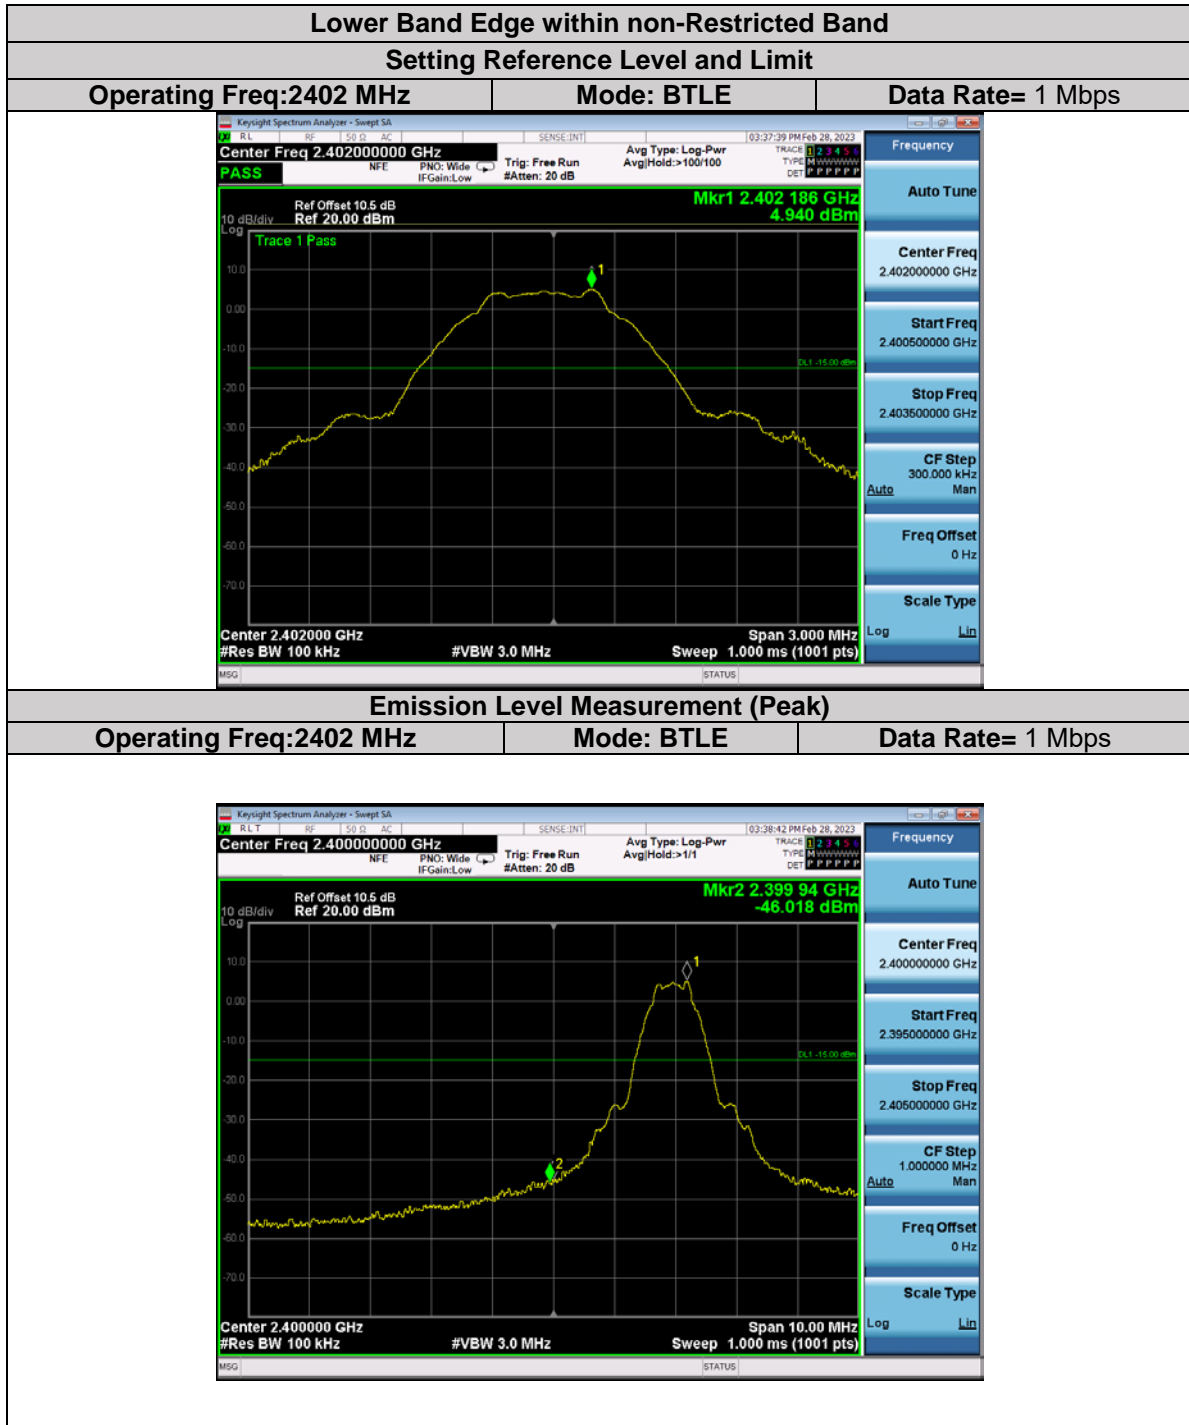 Lower Band Edge within non-Restricted Band
Setting Reference Level and Limit
Operating Freq:2402 MHz Mode: BTLE Data Rate= 1 Mbps
Keysight Spectrum Analyzer - Swept SA
RL RF 50 Ω AC SENSE:INT 03:37:39 PM Feb 28, 2023
Center Freq 2.402000000 GHz
PASS
NFE
PNO: Wide
IFGain:Low
Trig: Free Run
#Atten: 20 dB
Avg Type: Log-Pwr
Avg|Hold:>100/100
TRACE 1 2 3 4 5 6
TYPE M W W W W W
DET P P P P P P
Mkr1 2.402 186 GHz
4.940 dBm
Ref Offset 10.5 dB
10 dB/div Ref 20.00 dBm
Log
Trace 1 Pass
1
10.0
0.00
-10.0
DL1 -15.00 dBm
-20.0
-30.0
-40.0
-50.0
-60.0
-70.0
Center 2.402000 GHz Span 3.000 MHz
#Res BW 100 kHz #VBW 3.0 MHz Sweep 1.000 ms (1001 pts)
MSG STATUS
Frequency
Auto Tune
Center Freq
2.402000000 GHz
Start Freq
2.400500000 GHz
Stop Freq
2.403500000 GHz
CF Step
300.000 kHz
Auto Man
Freq Offset
0 Hz
Scale Type
Log Lin
Emission Level Measurement (Peak)
Operating Freq:2402 MHz Mode: BTLE Data Rate= 1 Mbps
Keysight Spectrum Analyzer - Swept SA
RLT RF 50 Ω AC SENSE:INT 03:38:42 PM Feb 28, 2023
Center Freq 2.400000000 GHz
NFE
PNO: Wide
IFGain:Low
Trig: Free Run
#Atten: 20 dB
Avg Type: Log-Pwr
Avg|Hold:>1/1
TRACE 1 2 3 4 5 6
TYPE M W W W W W
DET P P P P P P
Mkr2 2.399 94 GHz
-46.018 dBm
Ref Offset 10.5 dB
10 dB/div Ref 20.00 dBm
Log
1
10.0
0.00
-10.0
DL1 -15.00 dBm
-20.0
-30.0
-40.0
2
-50.0
-60.0
-70.0
Center 2.400000 GHz Span 10.00 MHz
#Res BW 100 kHz #VBW 3.0 MHz Sweep 1.000 ms (1001 pts)
MSG STATUS
Frequency
Auto Tune
Center Freq
2.400000000 GHz
Start Freq
2.395000000 GHz
Stop Freq
2.405000000 GHz
CF Step
1.000000 MHz
Auto Man
Freq Offset
0 Hz
Scale Type
Log Lin